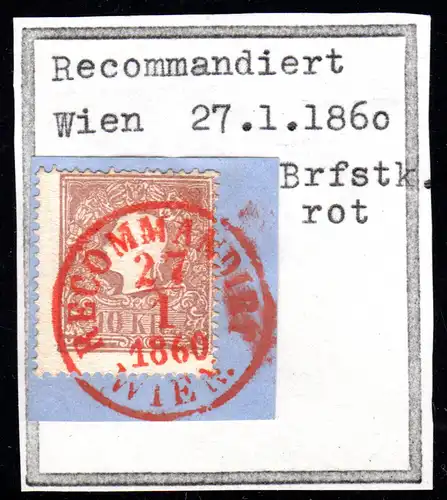 Recommandiert
Wien 27.1.1860
Brfstk.
rot
RECOMMANDIRT
27
1
1860
WIEN.
10 KR